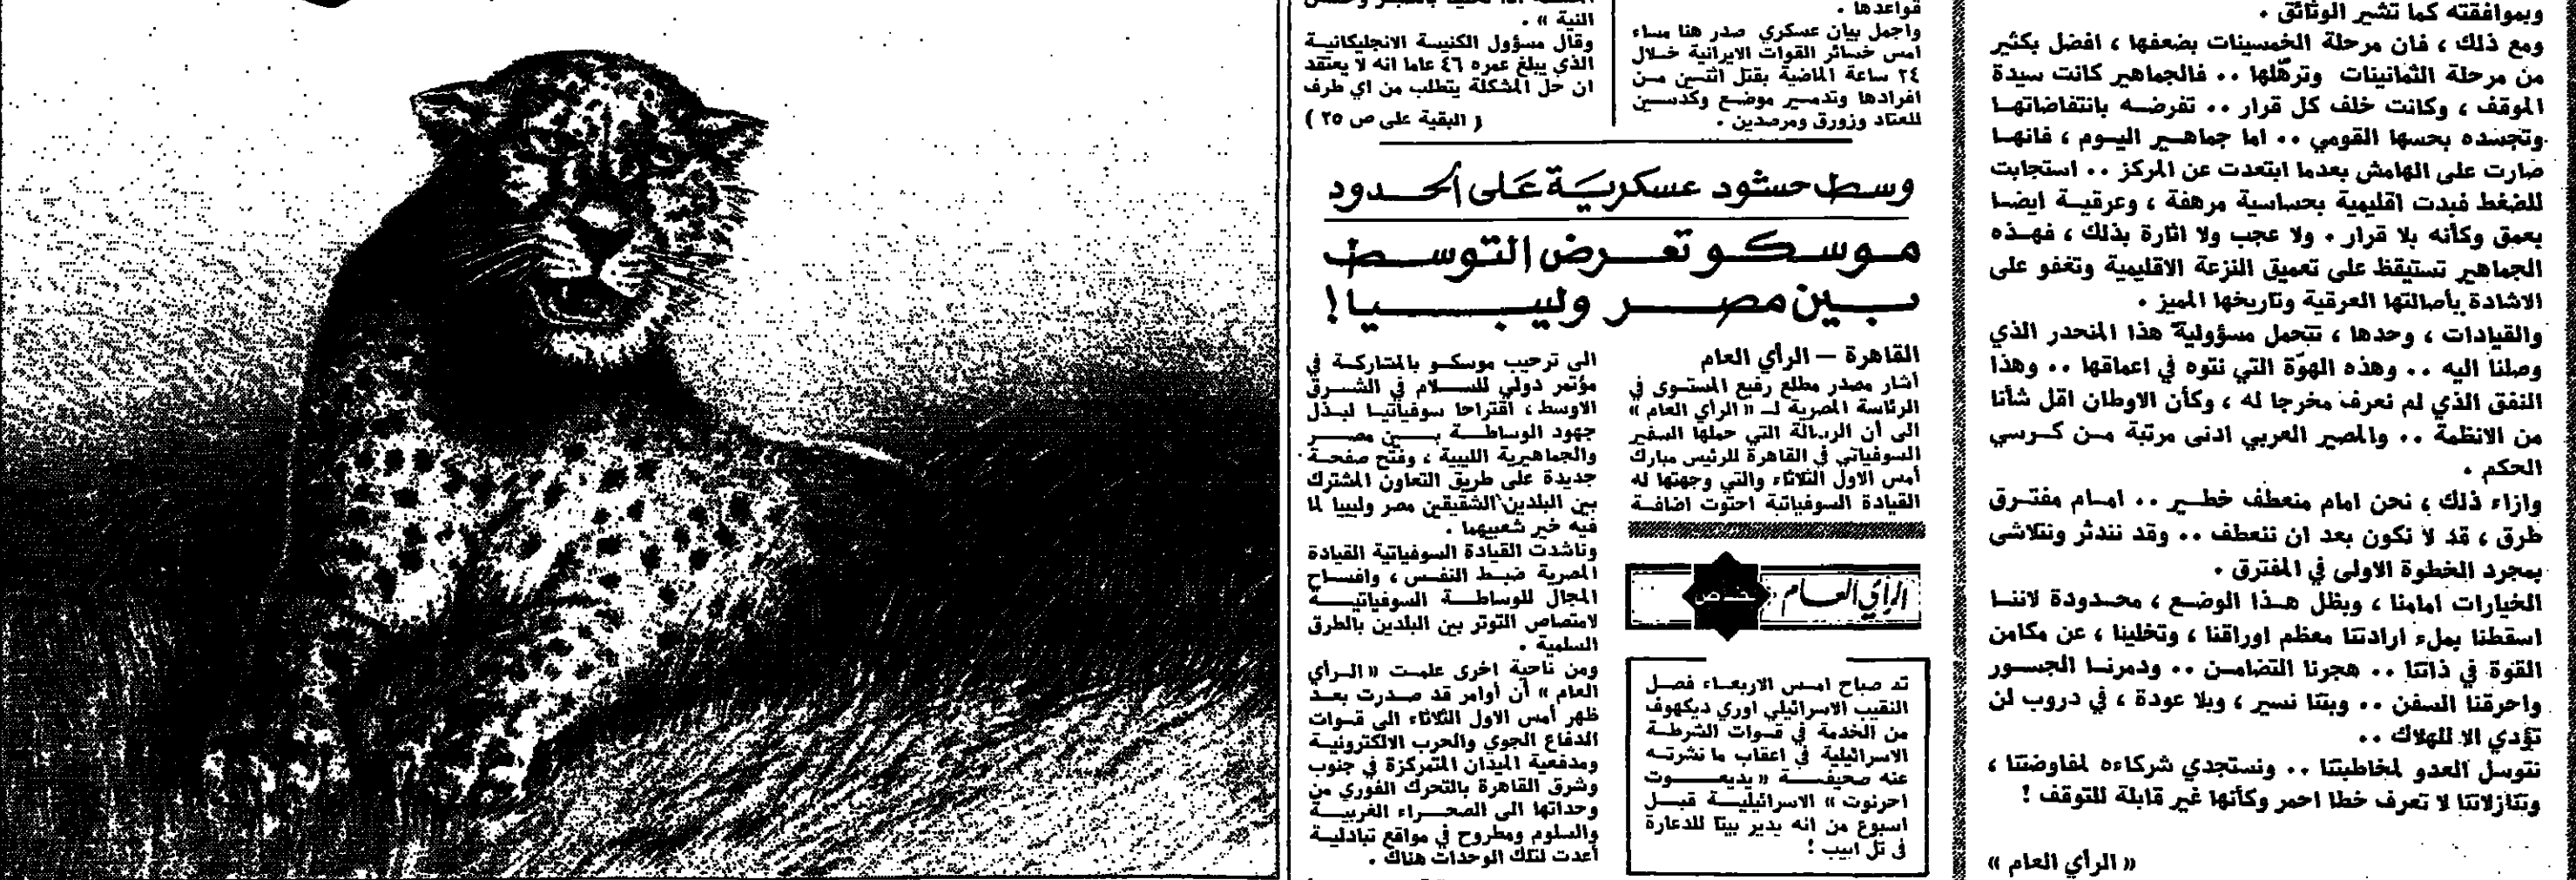 وبموافقته كما تشير الوثائق .
ومع ذلك ، فان مرحلة الخمسينات بضعفها ، افضل بكثير
من مرحلة الثمانينات وترهّلها .. فالجماهير كانت سيدة
الموقف ، وكانت خلف كل قرار .. تفرضه بانتفاضاتها
وتجسده بحسها القومي .. اما جماهير اليوم ، فانها
صارت على الهامش بعدما ابتعدت عن المركز .. استجابت
للضغط فبدت اقليمية بحساسية مرهفة ، وعرقية ايضا
بعمق وكأنه بلا قرار . ولا عجب ولا اثارة بذلك ، فهذه
الجماهير تستيقظ على تعميق النزعة الاقليمية وتغفو على
الاشادة بأصالتها العرقية وتاريخها المميز .
والقيادات ، وحدها ، تتحمل مسؤولية هذا المنحدر الذي
وصلنا اليه .. وهذه الهوّة التي نتوه في اعماقها .. وهذا
النفق الذي لم نعرف مخرجا له ، وكأن الاوطان اقل شأنا
من الانظمة .. والمصير العربي ادنى مرتبة من كرسي
الحكم .
وازاء ذلك ، نحن امام منعطف خطير .. امام مفترق
طرق ، قد لا نكون بعد ان ننعطف .. وقد نندثر ونتلاشى
بمجرد الخطوة الاولى في المفترق .
الخيارات امامنا ، وبظل هذا الوضع ، محدودة لاننا
اسقطنا بملء ارادتنا معظم اوراقنا ، وتخلينا ، عن مكامن
القوة في ذاتنا .. هجرنا التضامن .. ودمرنا الجسور
واحرقنا السفن .. وبتنا نسير ، وبلا عودة ، في دروب لن
تؤدي الا للهلاك ..
نتوسل العدو لمخاطبتنا .. ونستجدي شركاءه لمفاوضتنا ،
وتنازلاتنا لا تعرف خطا احمر وكأنها غير قابلة للتوقف !
« الرأي العام »
قواعدها .
واجمل بيان عسكري صدر هنا مساء
امس خسائر القوات الايرانية خلال
٢٤ ساعة الماضية بقتل اثنين من
افرادها وتدمير موضع وكدسين
للعتاد وزورق ومرصدين .
النية » .
وقال مسؤول الكنيسة الانجليكانية
الذي يبلغ عمره ٤٦ عاما انه لا يعتقد
ان حل المشكلة يتطلب من اي طرف
( البقية على ص ٢٥ )
وسط حشود عسكرية على الحدود
موسكو تعرض التوسط
بين مصر وليبيا !
القاهرة — الرأي العام
أشار مصدر مطلع رفيع المستوى في
الرئاسة المصرية لـ « الرأي العام »
الى أن الرسالة التي حملها السفير
السوفياتي في القاهرة للرئيس مبارك
أمس الاول الثلاثاء والتي وجهتها له
القيادة السوفياتية احتوت اضافة
الى ترحيب موسكو بالمشاركة في
مؤتمر دولي للسلام في الشرق
الاوسط ، اقتراحا سوفياتيا لبذل
جهود الوساطة بين مصر
والجماهيرية الليبية ، وفتح صفحة
جديدة على طريق التعاون المشترك
بين البلدين الشقيقين مصر وليبيا لما
فيه خير شعبيهما .
وناشدت القيادة السوفياتية القيادة
المصرية ضبط النفس ، وافساح
المجال للوساطة السوفياتية
لامتصاص التوتر بين البلدين بالطرق
السلمية .
ومن ناحية اخرى علمت « الرأي
العام » أن أوامر قد صدرت بعد
ظهر أمس الاول الثلاثاء الى قوات
الدفاع الجوي والحرب الالكترونية
ومدفعية الميدان المتمركزة في جنوب
وشرق القاهرة بالتحرك الفوري من
وحداتها الى الصحراء الغربية
والسلوم ومطروح في مواقع تبادلية
أعدت لتلك الوحدات هناك .
الرأي العام
تم صباح امس الاربعاء فصل
النقيب الاسرائيلي اوري ديكهوف
من الخدمة في قوات الشرطة
الاسرائيلية في اعقاب ما نشرته
عنه صحيفة « يديعوت
احرنوت » الاسرائيلية قبل
اسبوع من انه يدير بيتا للدعارة
في تل ابيب !